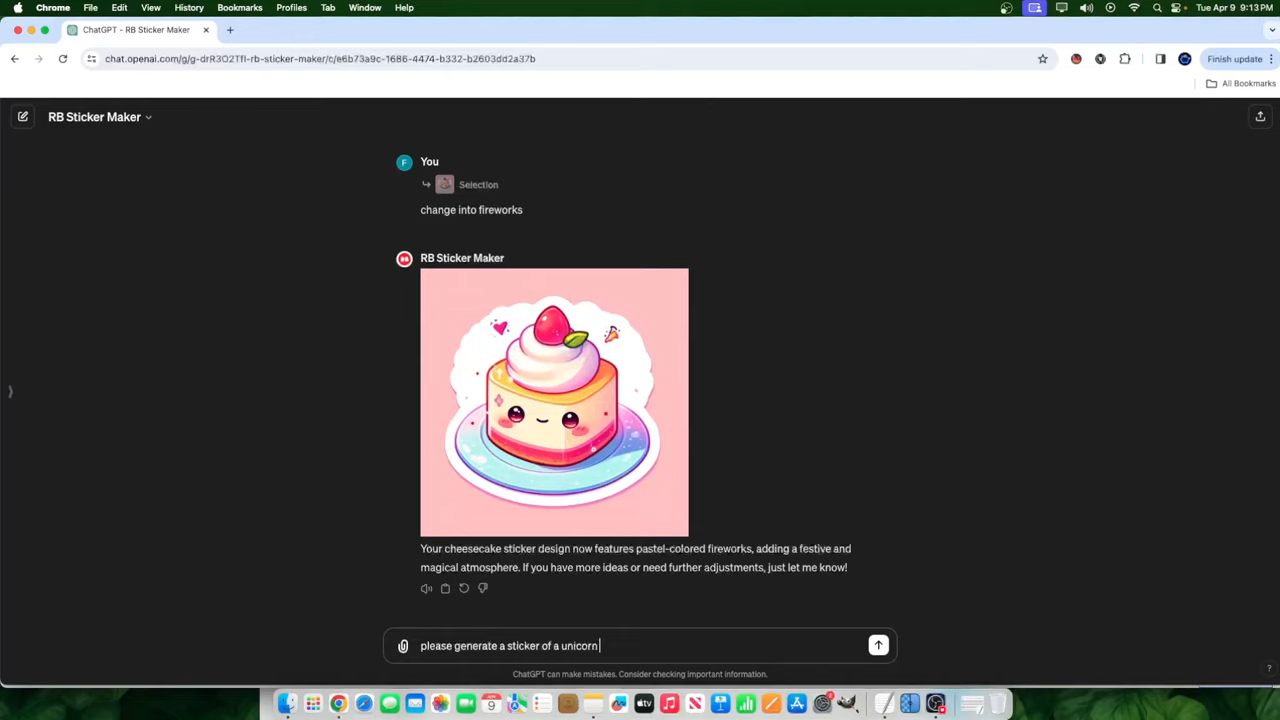 Chrome File Edit View History Bookmarks Profiles Tab Window Help
Tue Apr 9 9:13 PM
ChatGPT - RB Sticker Maker
chat.openai.com/g/g-drR3O2Tfl-rb-sticker-maker/c/e6b73a9c-1686-4474-b332-b2603dd2a37b
Finish update
All Bookmarks
RB Sticker Maker
F You
Selection
change into fireworks
RB Sticker Maker
Your cheesecake sticker design now features pastel-colored fireworks, adding a festive and
magical atmosphere. If you have more ideas or need further adjustments, just let me know!
please generate a sticker of a unicorn
ChatGPT can make mistakes. Consider checking important information.
?